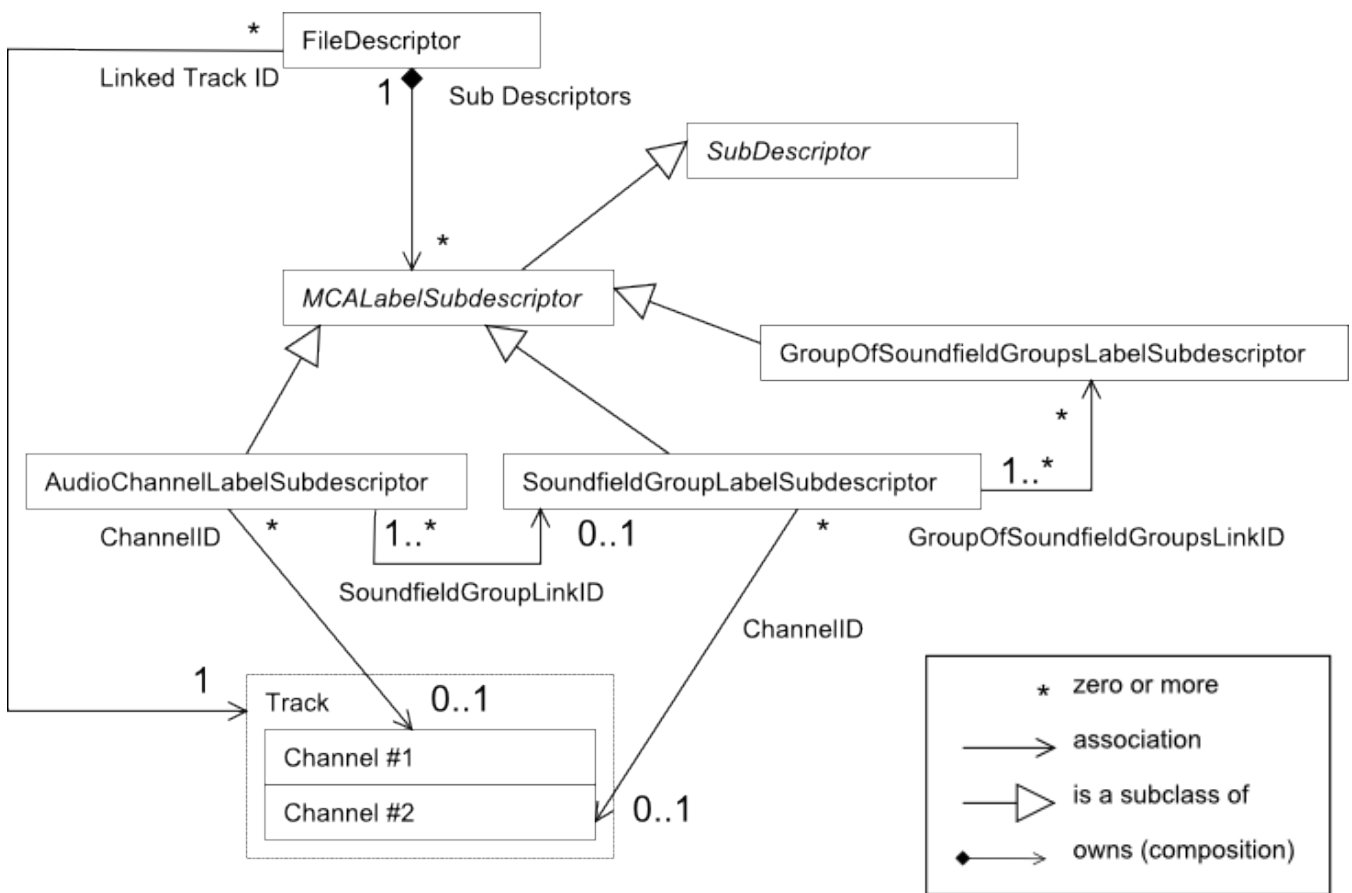 *
FileDescriptor
Linked Track ID
1
Sub Descriptors
SubDescriptor
*
MCALabelSubdescriptor
GroupOfSoundfieldGroupsLabelSubdescriptor
*
AudioChannelLabelSubdescriptor
SoundfieldGroupLabelSubdescriptor
1..*
ChannelID
*
1..*
0..1
*
GroupOfSoundfieldGroupsLinkID
SoundfieldGroupLinkID
ChannelID
1
Track
0..1
Channel #1
Channel #2
0..1
* zero or more
association
is a subclass of
owns (composition)